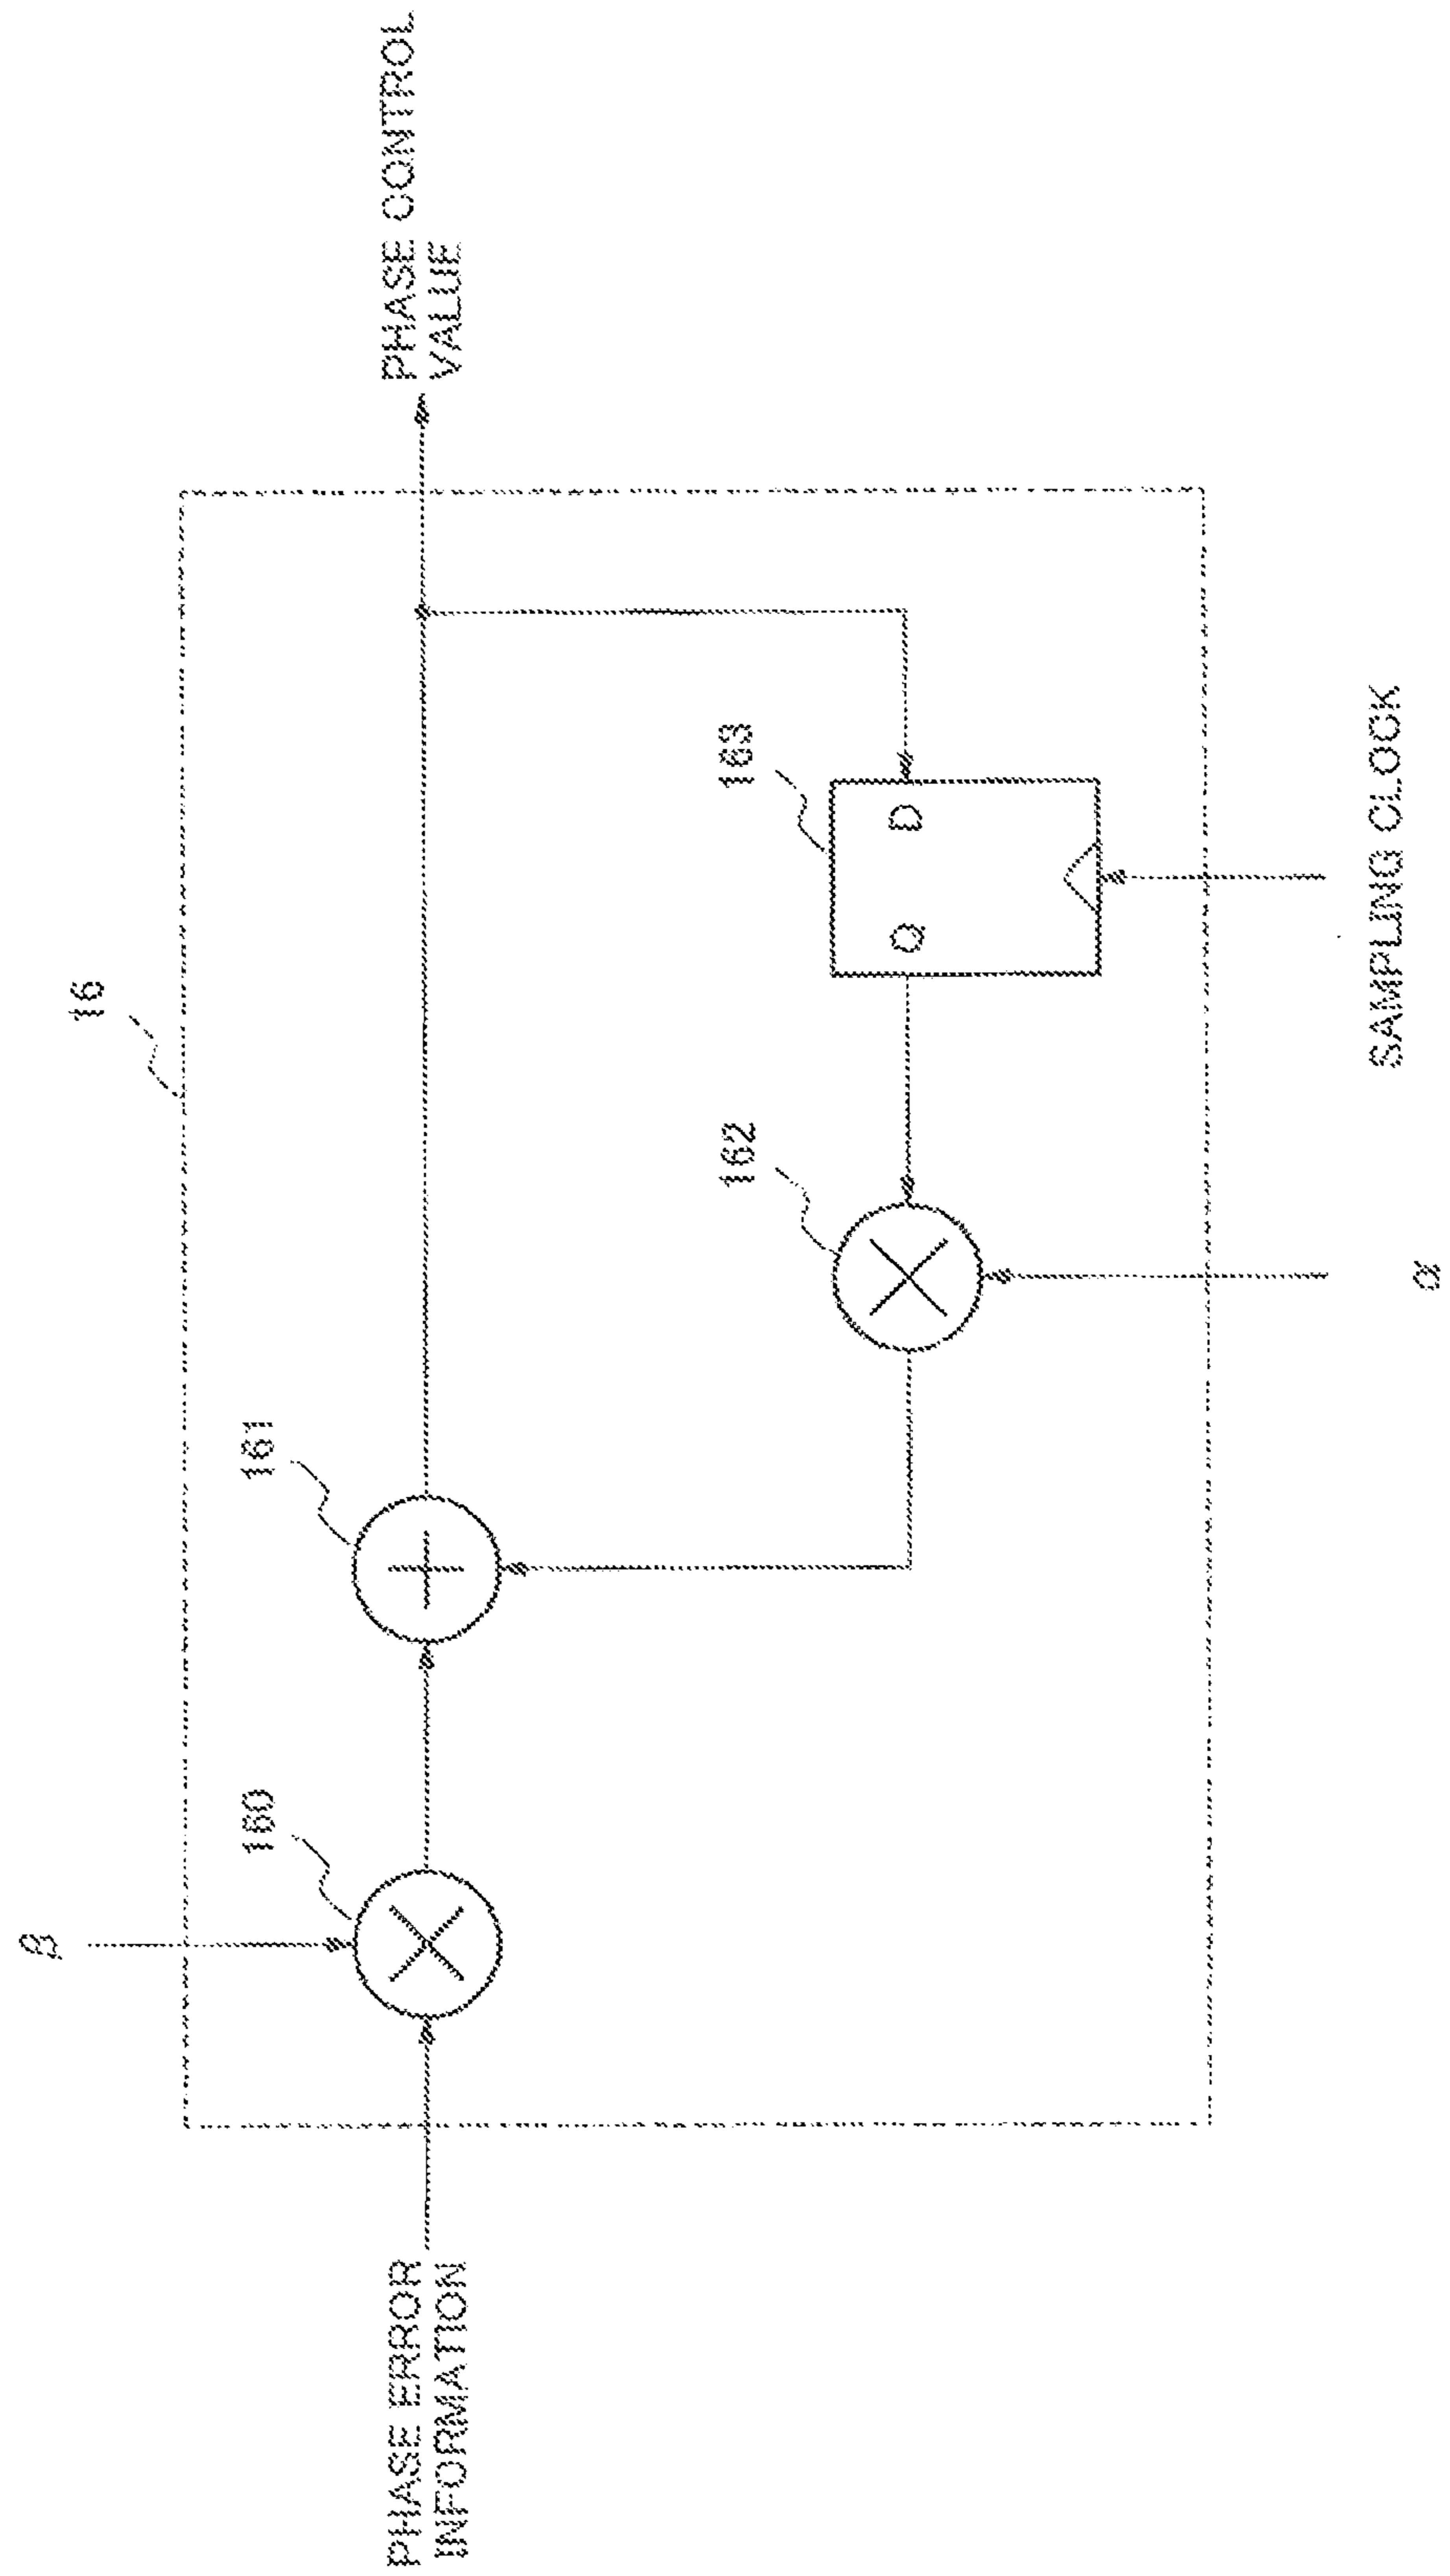 16
β
160
161
PHASE ERROR
INFORMATION
PHASE CONTROL
VALUE
162
163
Q
D
α
SAMPLING CLOCK